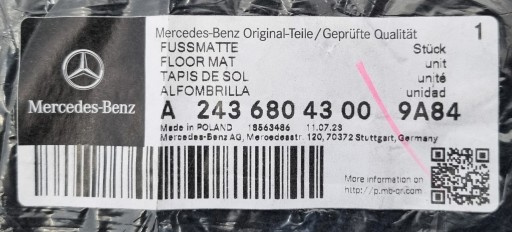 Mercedes-Benz Original-Teile/Geprüfte Qualität 1
FUSSMATTE Stück
FLOOR MAT unit
TAPIS DE SOL unité
ALFOMBRILLA unidad
Mercedes-Benz
A 243 680 43 00 9A84
Made in POLAND 18563486 11.07.23
Mercedes-Benz AG, Mercedesstr. 120, 70372 Stuttgart, Germany
More information on
http://p.mb-qr.com